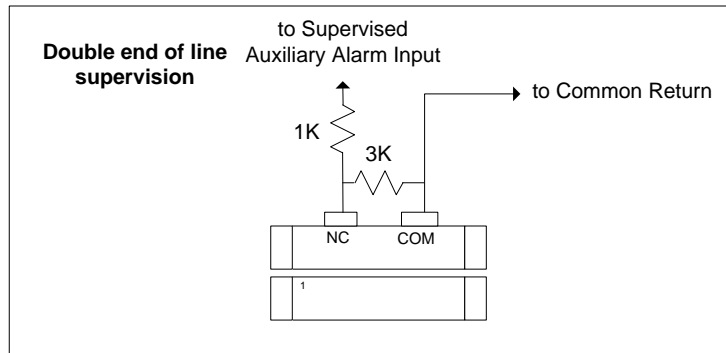 Double end of line
supervision
to Supervised
Auxiliary Alarm Input
to Common Return
1K
3K
NC
COM
1